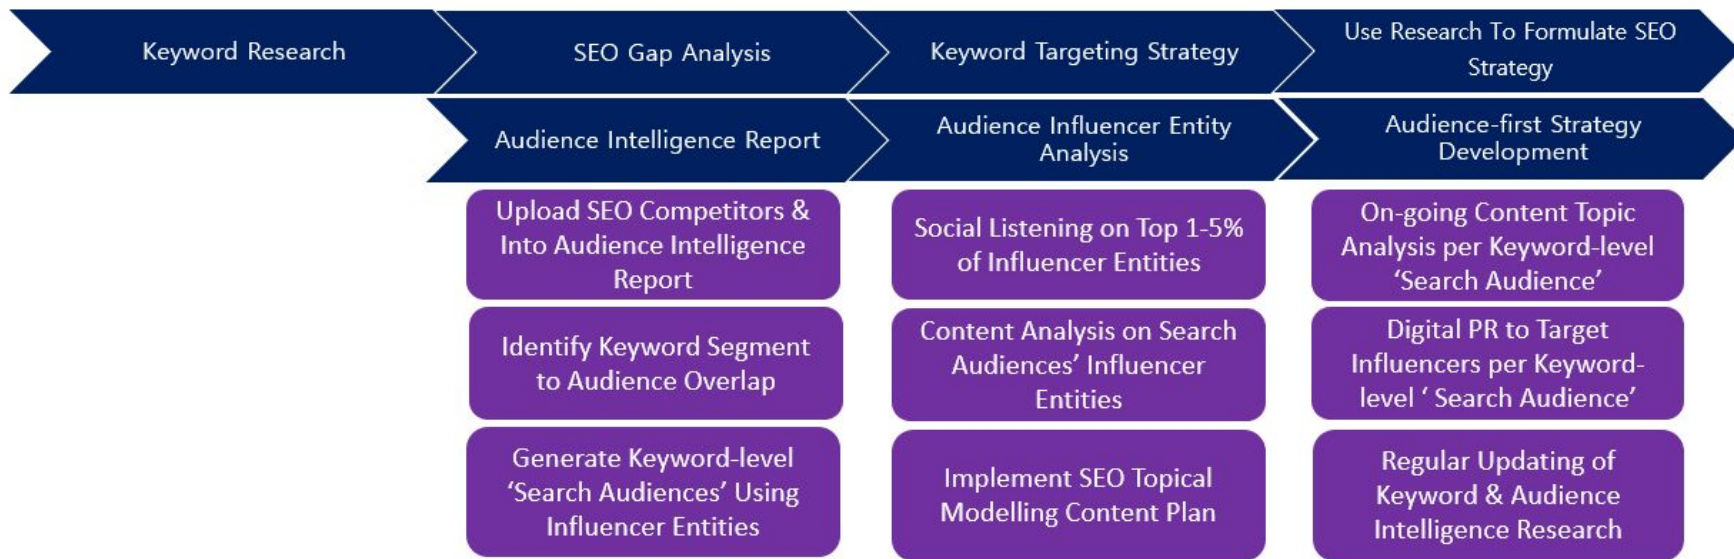 Keyword Research
SEO Gap Analysis
Keyword Targeting Strategy
Use Research To Formulate SEO
Strategy
Audience Intelligence Report
Audience Influencer Entity
Analysis
Audience-first Strategy
Development
Upload SEO Competitors &
Into Audience Intelligence
Report
Social Listening on Top 1-5%
of Influencer Entities
On-going Content Topic
Analysis per Keyword-level
‘Search Audience’
Identify Keyword Segment
to Audience Overlap
Content Analysis on Search
Audiences’ Influencer
Entities
Digital PR to Target
Influencers per Keyword-
level ‘ Search Audience’
Generate Keyword-level
‘Search Audiences’ Using
Influencer Entities
Implement SEO Topical
Modelling Content Plan
Regular Updating of
Keyword & Audience
Intelligence Research